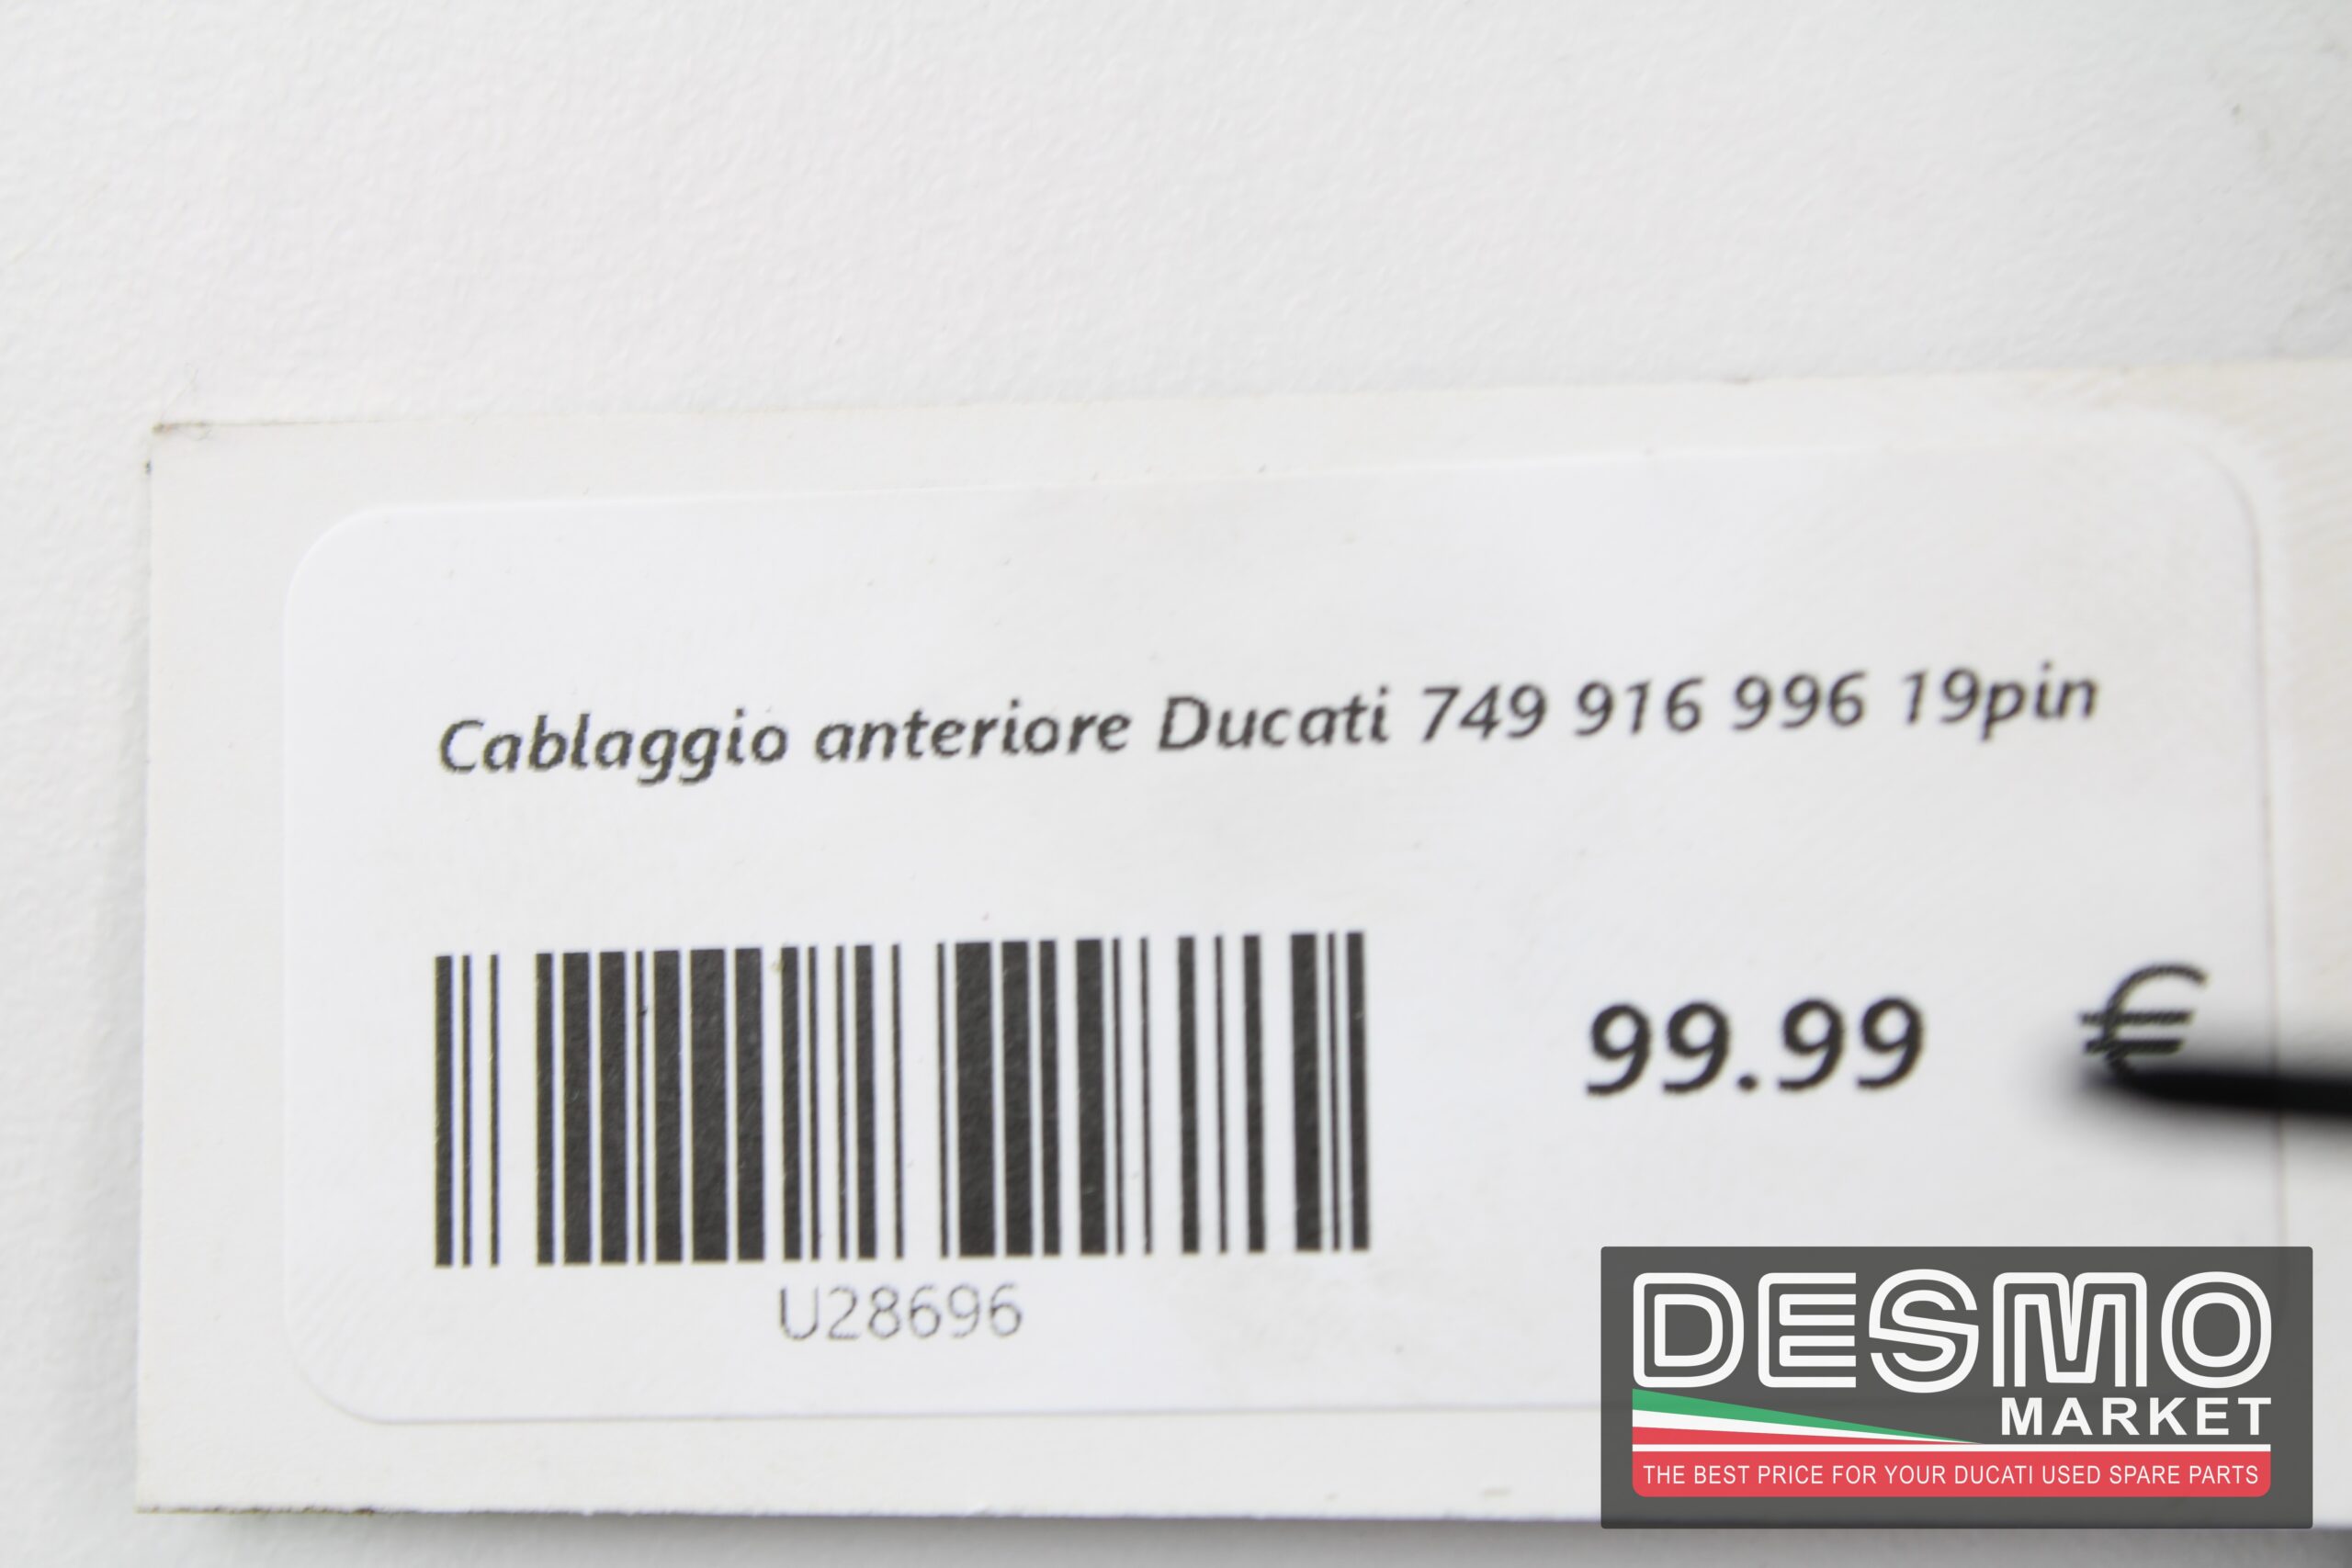 Cablaggio anteriore Ducati 749 916 996 19pin
99.99 €
U28696
DESMO
MARKET
THE BEST PRICE FOR YOUR DUCATI USED SPARE PARTS